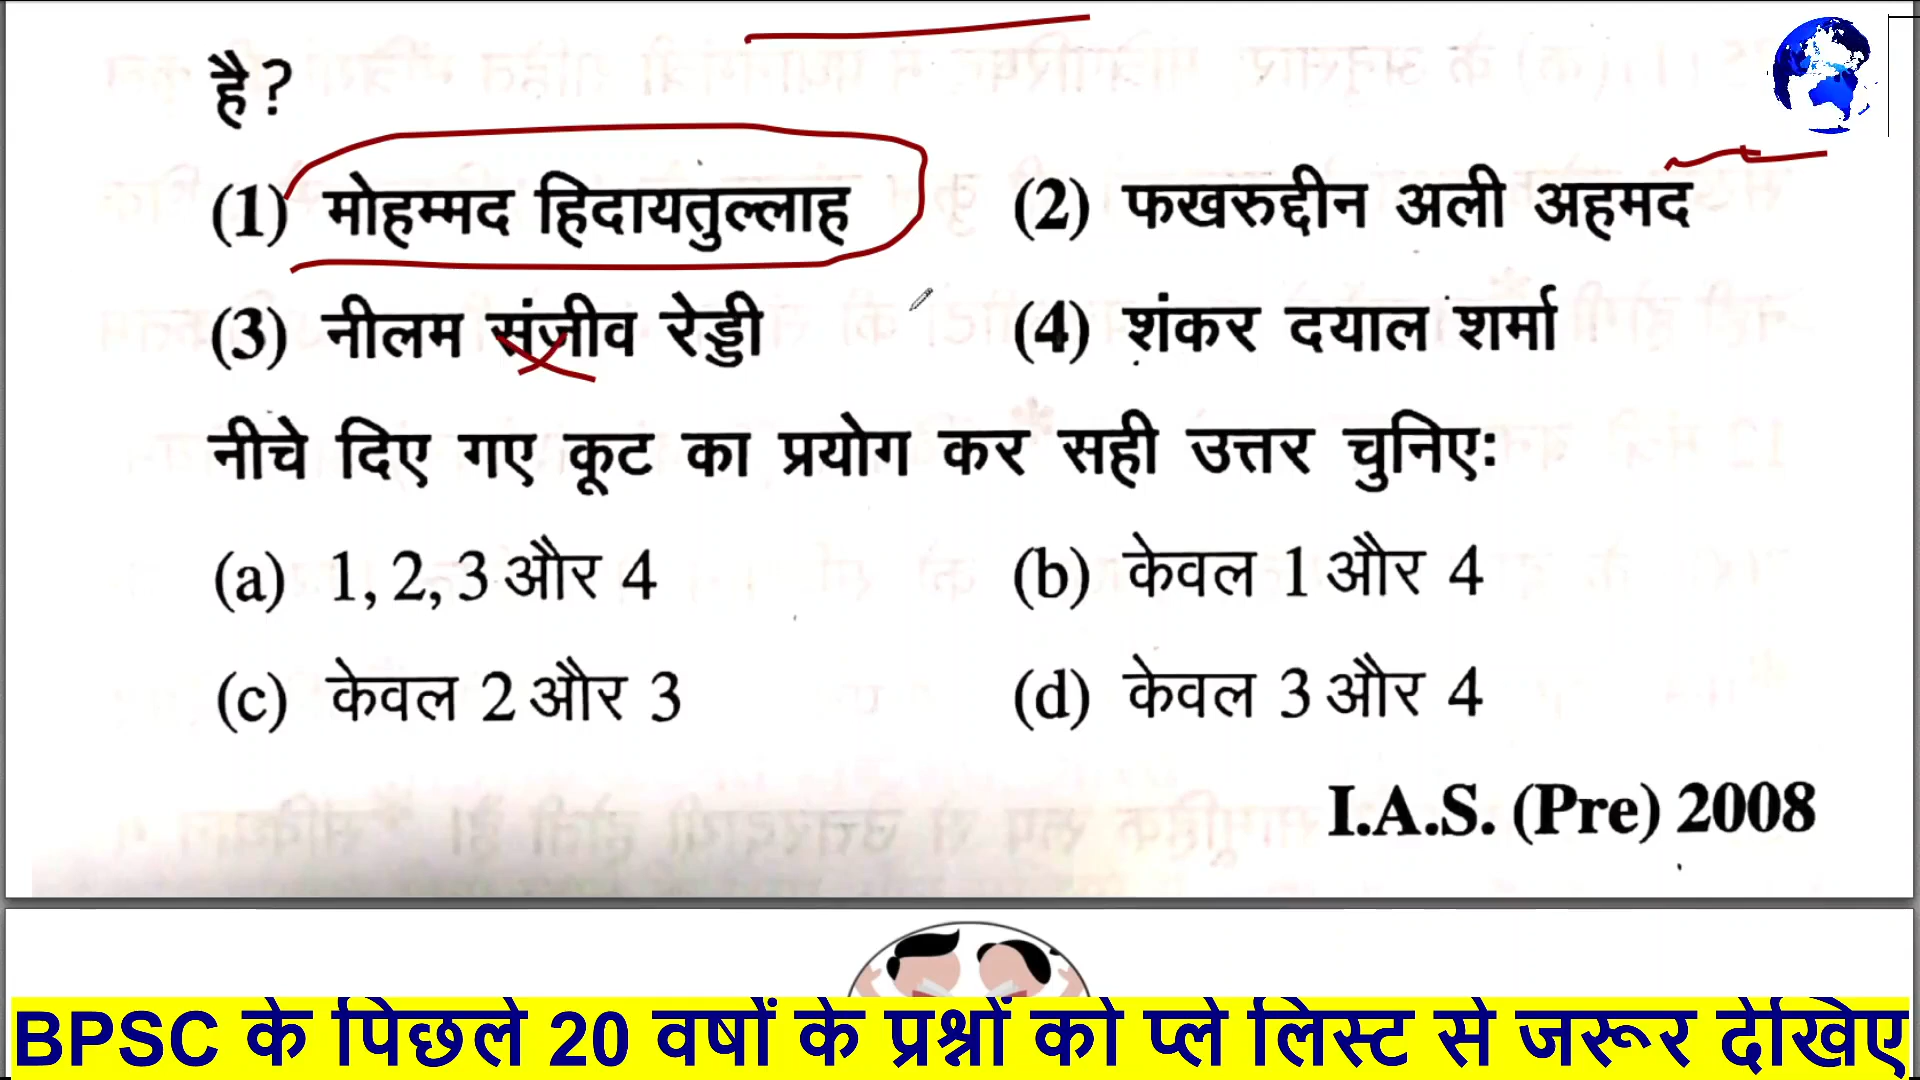 है?
(1) मोहम्मद हिदायतुल्लाह (2) फखरुद्दीन अली अहमद
(3) नीलम संजीव रेड्डी (4) शंकर दयाल शर्मा
नीचे दिए गए कूट का प्रयोग कर सही उत्तर चुनिए:
(a) 1, 2, 3 और 4 (b) केवल 1 और 4
(c) केवल 2 और 3 (d) केवल 3 और 4
I.A.S. (Pre) 2008
BPSC के पिछले 20 वर्षों के प्रश्नों को प्ले लिस्ट से जरूर देखिए